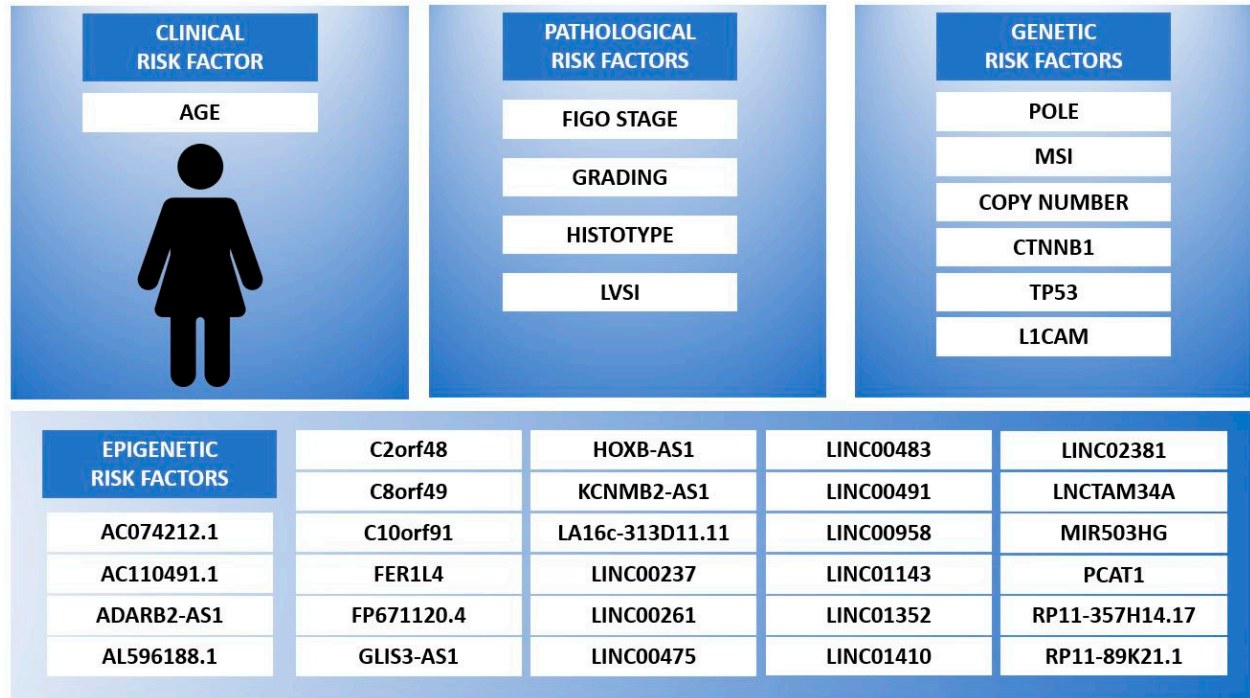 CLINICAL
RISK FACTOR
AGE
PATHOLOGICAL
RISK FACTORS
FIGO STAGE
GRADING
HISTOTYPE
LVSI
GENETIC
RISK FACTORS
POLE
MSI
COPY NUMBER
CTNNB1
TP53
L1CAM
EPIGENETIC
RISK FACTORS
AC074212.1
AC110491.1
ADARB2-AS1
AL596188.1
C2orf48
C8orf49
C10orf91
FER1L4
FP671120.4
GLIS3-AS1
HOXB-AS1
KCNMB2-AS1
LA16c-313D11.11
LINC00237
LINC00261
LINC00475
LINC00483
LINC00491
LINC00958
LINC01143
LINC01352
LINC01410
LINC02381
LNCTAM34A
MIR503HG
PCAT1
RP11-357H14.17
RP11-89K21.1